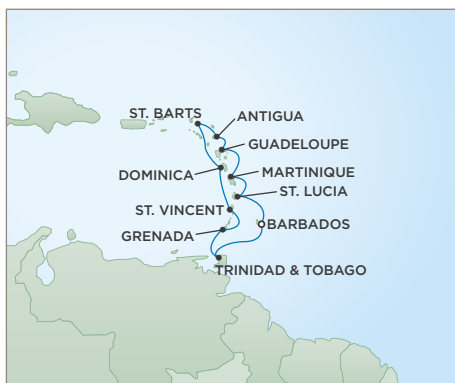 ST. BARTS
ANTIGUA
GUADELOUPE
DOMINICA
MARTINIQUE
ST. LUCIA
ST. VINCENT
BARBADOS
GRENADA
TRINIDAD & TOBAGO